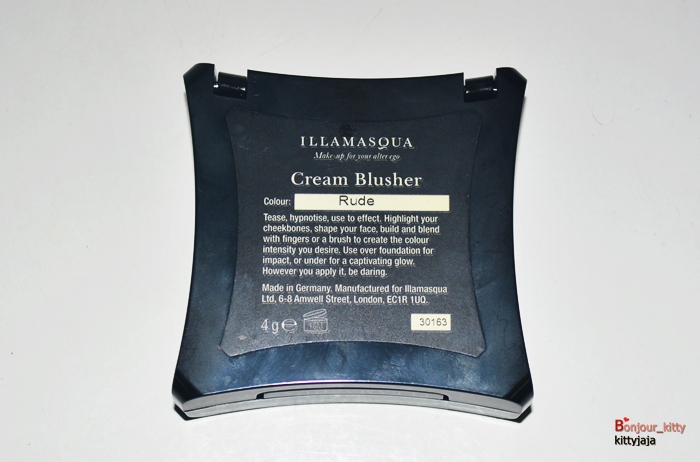 ILLAMASQUA
Make-up for your alter ego
Cream Blusher
Colour: Rude
Tease, hypnotise, use to effect. Highlight your
cheekbones, shape your face, build and blend
with fingers or a brush to create the colour
intensity you desire. Use over foundation for
impact, or under for a captivating glow.
However you apply it, be daring.
Made in Germany. Manufactured for Illamasqua
Ltd, 6-8 Amwell Street, London, EC1R 1UQ.
4g℮ 30163
Bonjour_kitty
kittyjaja